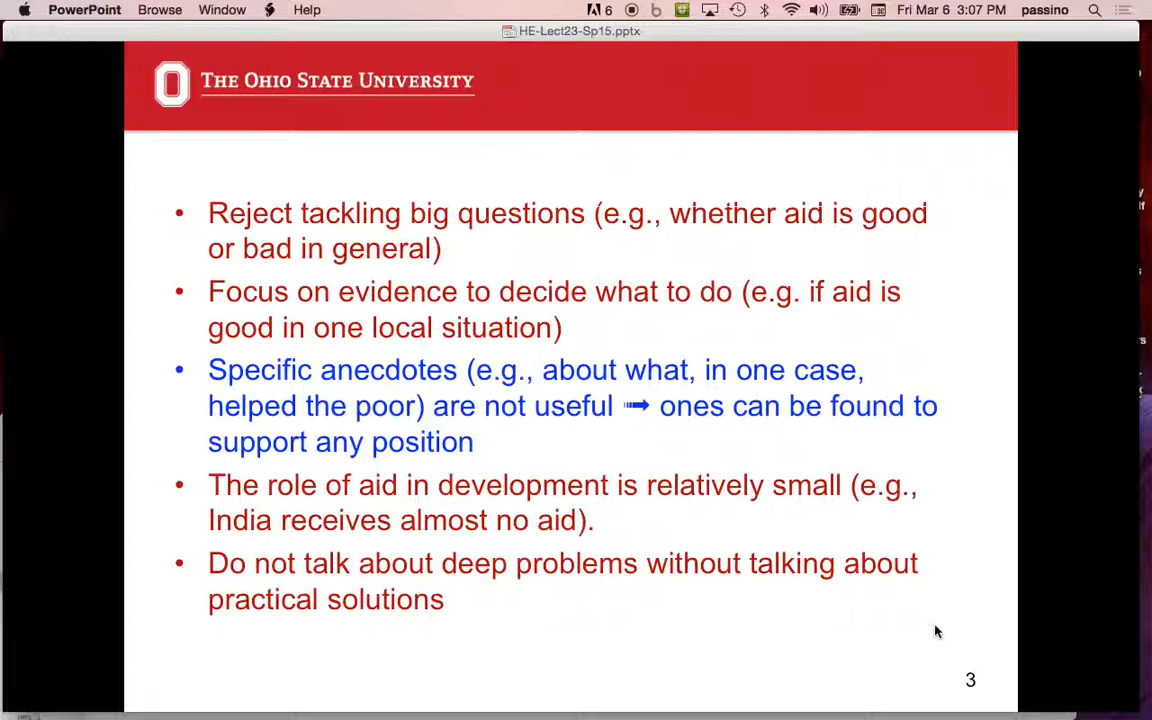 PowerPoint Browse Window Help 6 Fri Mar 6 3:07 PM passino
HE-Lect23-Sp15.pptx
THE OHIO STATE UNIVERSITY
• Reject tackling big questions (e.g., whether aid is good
or bad in general)
• Focus on evidence to decide what to do (e.g. if aid is
good in one local situation)
• Specific anecdotes (e.g., about what, in one case,
helped the poor) are not useful ➟ ones can be found to
support any position
• The role of aid in development is relatively small (e.g.,
India receives almost no aid).
• Do not talk about deep problems without talking about
practical solutions
3